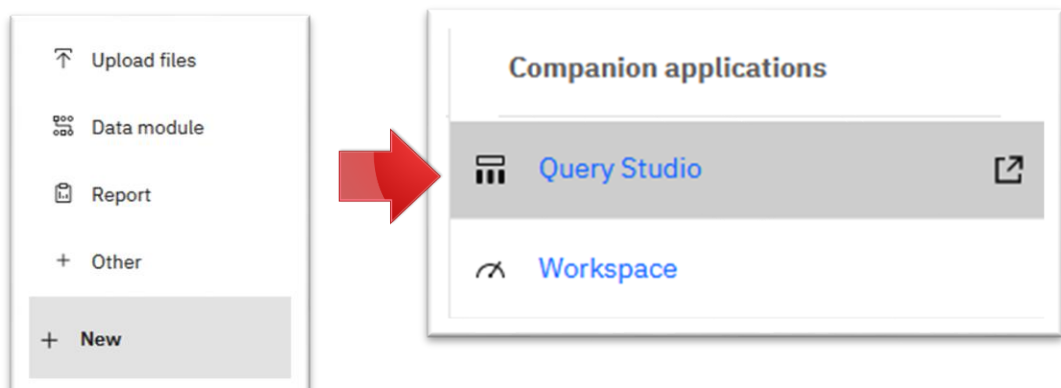 Upload files
Data module
Report
Other
New
Companion applications
Query Studio
Workspace